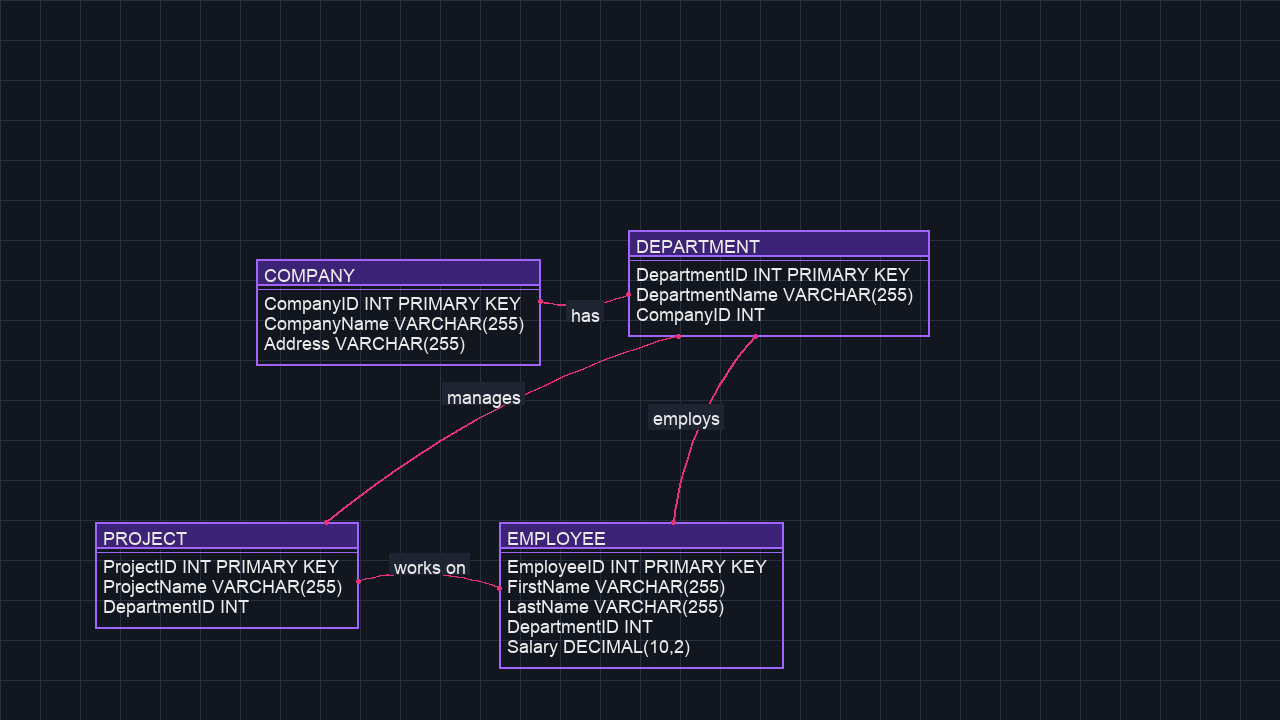 DEPARTMENT
DepartmentID INT PRIMARY KEY
DepartmentName VARCHAR(255)
CompanyID INT
COMPANY
CompanyID INT PRIMARY KEY
CompanyName VARCHAR(255)
Address VARCHAR(255)
has
manages
employs
PROJECT
ProjectID INT PRIMARY KEY
ProjectName VARCHAR(255)
DepartmentID INT
works on
EMPLOYEE
EmployeeID INT PRIMARY KEY
FirstName VARCHAR(255)
LastName VARCHAR(255)
DepartmentID INT
Salary DECIMAL(10,2)